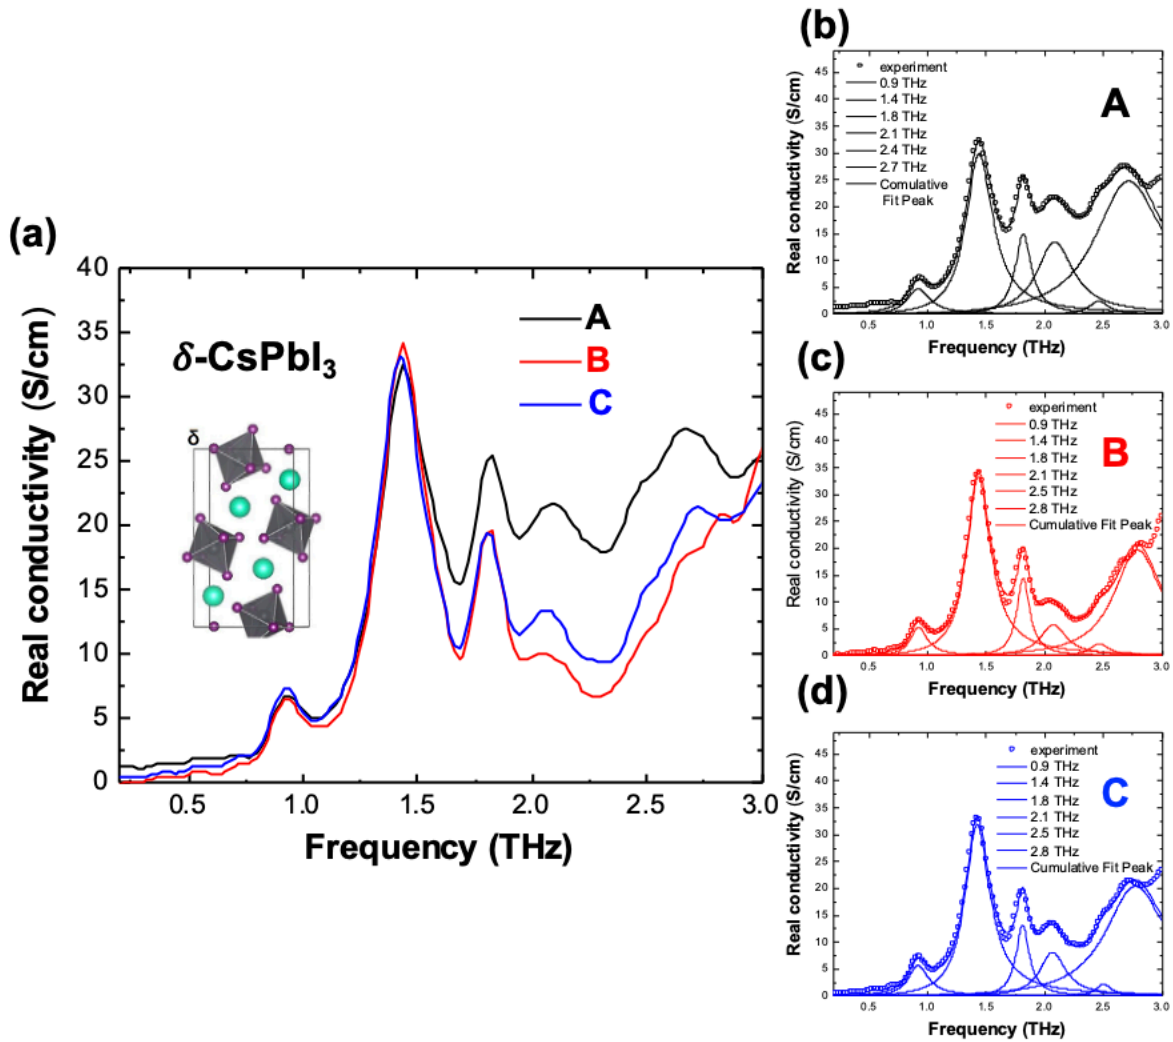 (a)
40
35
30
25
20
15
10
5
0
0.5
1.0
1.5
2.0
2.5
3.0
Real conductivity (S/cm)
Frequency (THz)
δ-CsPbI3
A
B
C
δ
(b)
experiment
0.9 THz
1.4 THz
1.8 THz
2.1 THz
2.4 THz
2.7 THz
Comulative
Fit Peak
A
45
40
35
30
25
20
15
10
5
0
0.5
1.0
1.5
2.0
2.5
3.0
Real conductivity (S/cm)
Frequency (THz)
(c)
experiment
0.9 THz
1.4 THz
1.8 THz
2.1 THz
2.5 THz
2.8 THz
Cumulative Fit Peak
B
45
40
35
30
25
20
15
10
5
0
0.5
1.0
1.5
2.0
2.5
3.0
Real conductivity (S/cm)
Frequency (THz)
(d)
experiment
0.9 THz
1.4 THz
1.8 THz
2.1 THz
2.5 THz
2.8 THz
Cumulative Fit Peak
C
45
40
35
30
25
20
15
10
5
0
0.5
1.0
1.5
2.0
2.5
3.0
Real conductivity (S/cm)
Frequency (THz)